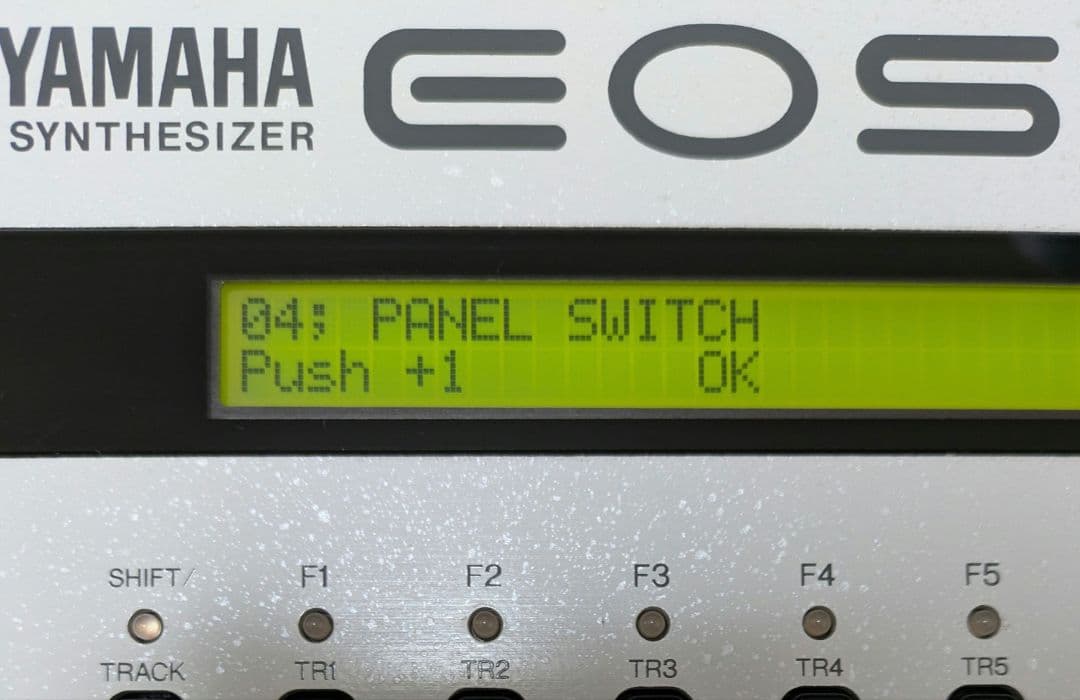 YAMAHA EOS
SYNTHESIZER
04: PANEL SWITCH
Push +1 OK
SHIFT/ F1 F2 F3 F4 F5
TRACK TR1 TR2 TR3 TR4 TR5